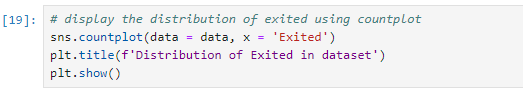 [19]: # display the distribution of exited using countplot
sns.countplot(data = data, x = 'Exited')
plt.title(f'Distribution of Exited in dataset')
plt.show()